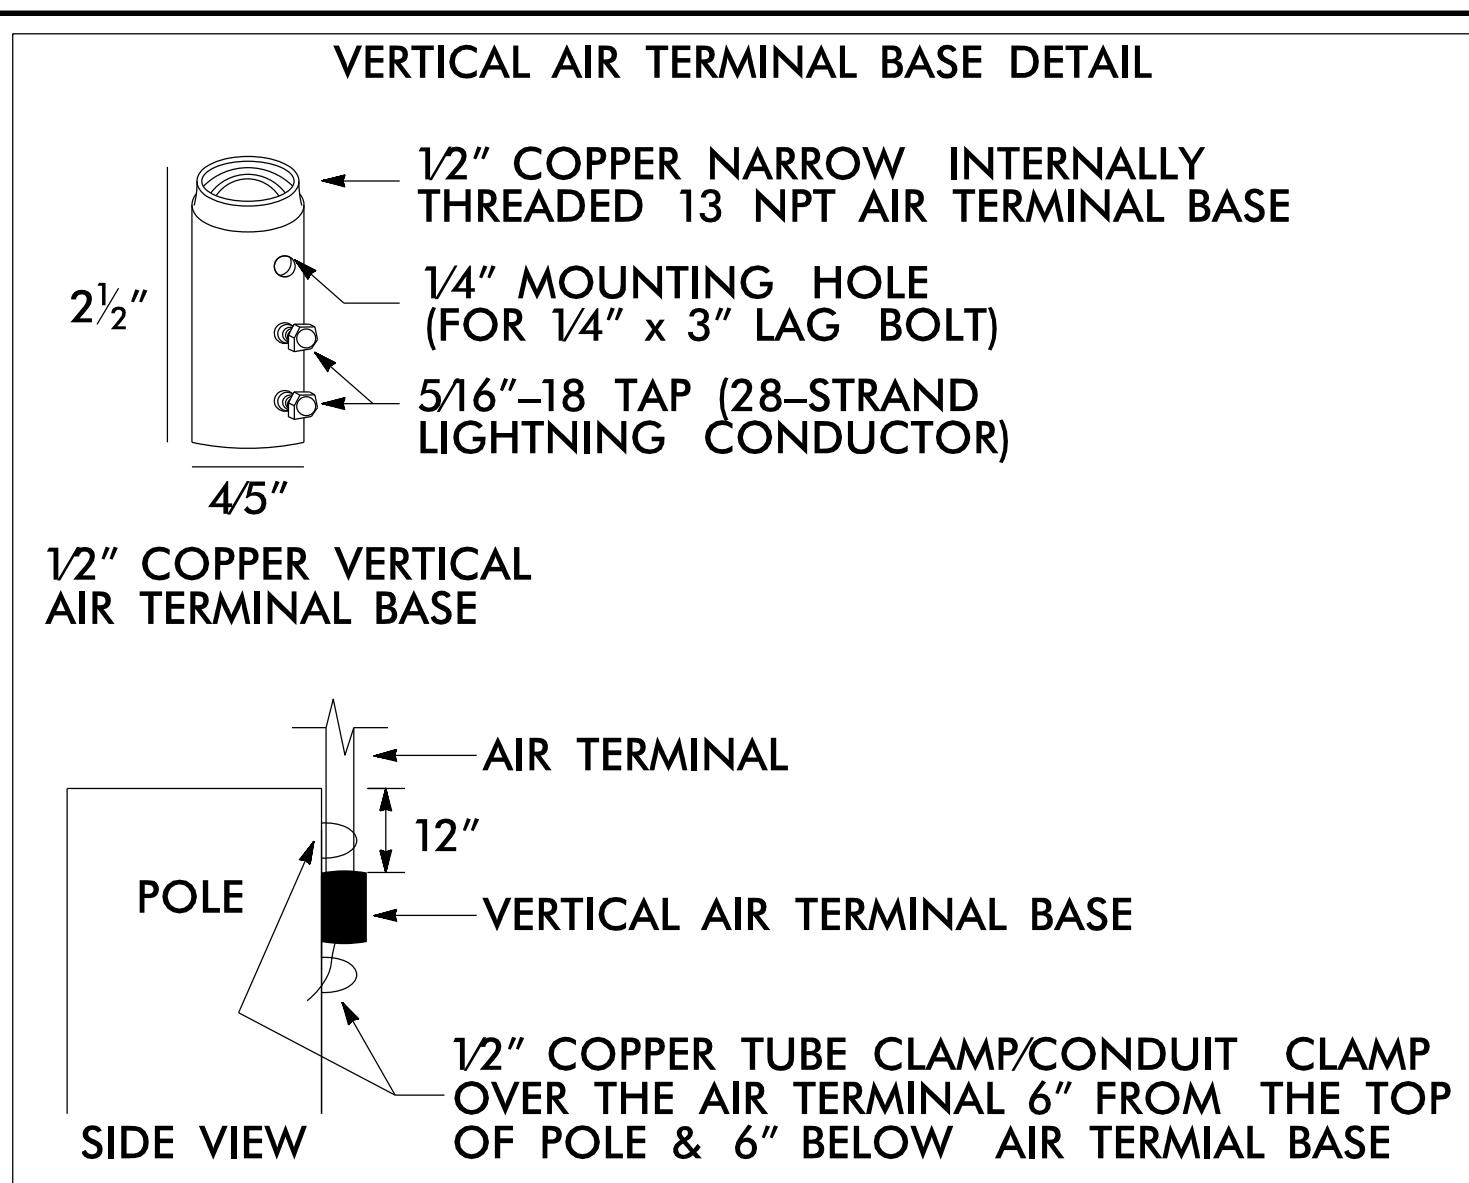 VERTICAL AIR TERMINAL BASE DETAIL
1/2" COPPER NARROW INTERNALLY
THREADED 13 NPT AIR TERMINAL BASE
1/4" MOUNTING HOLE
(FOR 1/4" x 3" LAG BOLT)
2½"
5/16"–18 TAP (28–STRAND
LIGHTNING CONDUCTOR)
4/5"
1/2" COPPER VERTICAL
AIR TERMINAL BASE
AIR TERMINAL
12"
POLE
VERTICAL AIR TERMINAL BASE
1/2" COPPER TUBE CLAMP/CONDUIT CLAMP
OVER THE AIR TERMINAL 6" FROM THE TOP
OF POLE & 6" BELOW AIR TERMIAL BASE
SIDE VIEW